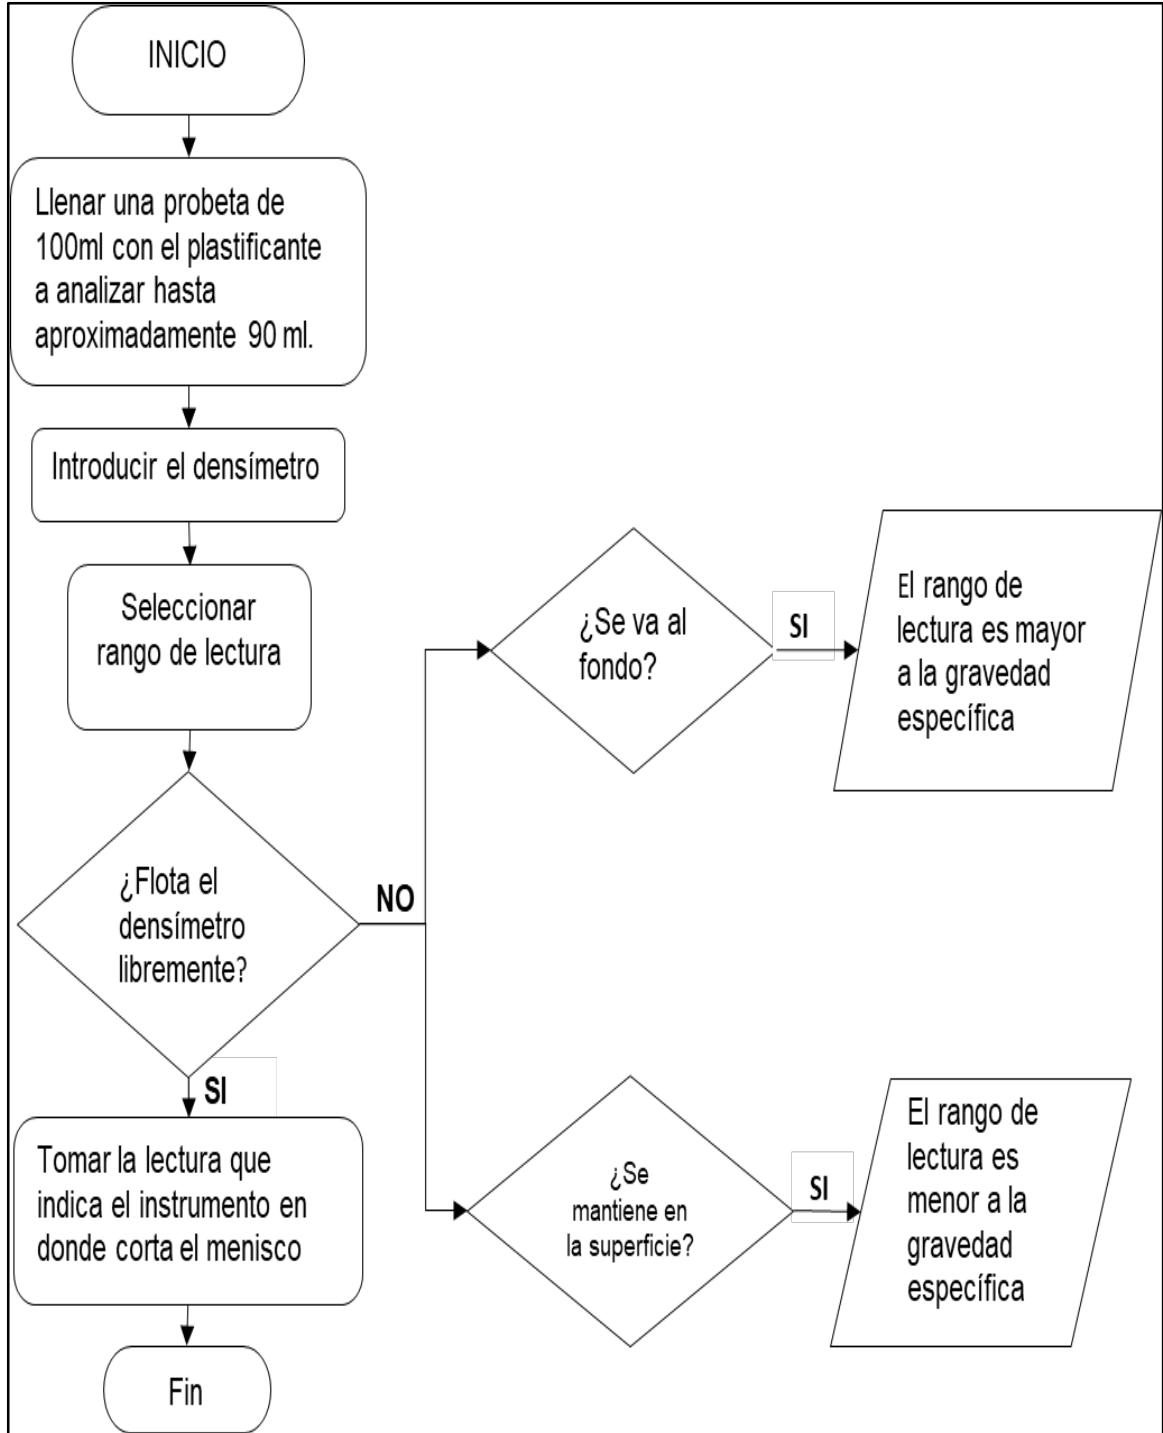 INICIO
Llenar una probeta de
100ml con el plastificante
a analizar hasta
aproximadamente 90 ml.
Introducir el densímetro
Seleccionar
rango de lectura
¿Flota el
densímetro
libremente?
NO
SI
Tomar la lectura que
indica el instrumento en
donde corta el menisco
Fin
¿Se va al
fondo?
SI
El rango de
lectura es mayor
a la gravedad
específica
¿Se
mantiene en
la superficie?
SI
El rango de
lectura es
menor a la
gravedad
específica